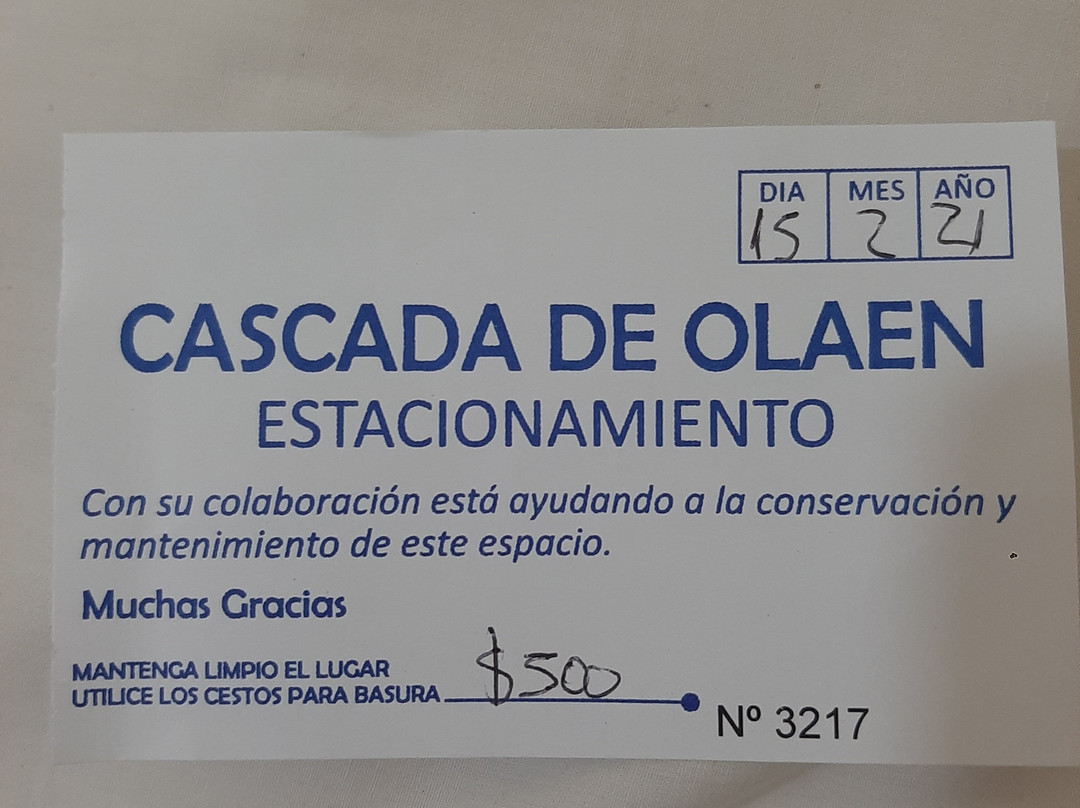 DIA MES AÑO
15 2 21
CASCADA DE OLAEN
ESTACIONAMIENTO
Con su colaboración está ayudando a la conservación y
mantenimiento de este espacio.
Muchas Gracias
MANTENGA LIMPIO EL LUGAR
UTILICE LOS CESTOS PARA BASURA $500
Nº 3217